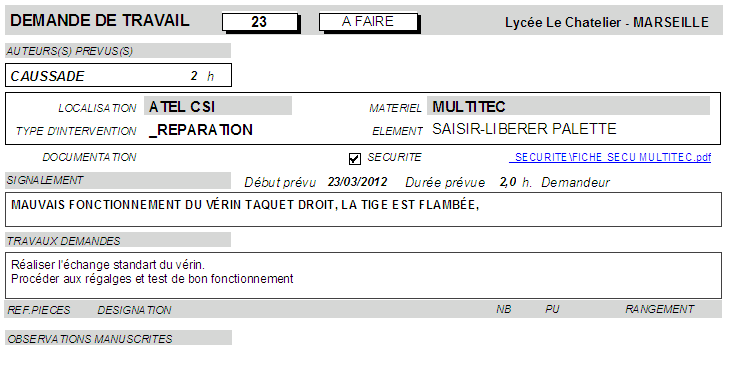 DEMANDE DE TRAVAIL 23 A FAIRE Lycée Le Chatelier - MARSEILLE
AUTEURS(S) PREVUS(S)
CAUSSADE 2 h
LOCALISATION ATEL CSI MATERIEL MULTITEC
TYPE D'INTERVENTION _REPARATION ELEMENT SAISIR-LIBERER PALETTE
DOCUMENTATION SECURITE _SECURITE\FICHE SECU MULTITEC.pdf
SIGNALEMENT Début prévu 23/03/2012 Durée prévue 2,0 h. Demandeur
MAUVAIS FONCTIONNEMENT DU VÉRIN TAQUET DROIT, LA TIGE EST FLAMBÉE,
TRAVAUX DEMANDES
Réaliser l'échange standart du vérin.
Procéder aux régalges et test de bon fonctionnement
REF.PIECES DESIGNATION NB PU RANGEMENT
OBSERVATIONS MANUSCRITES